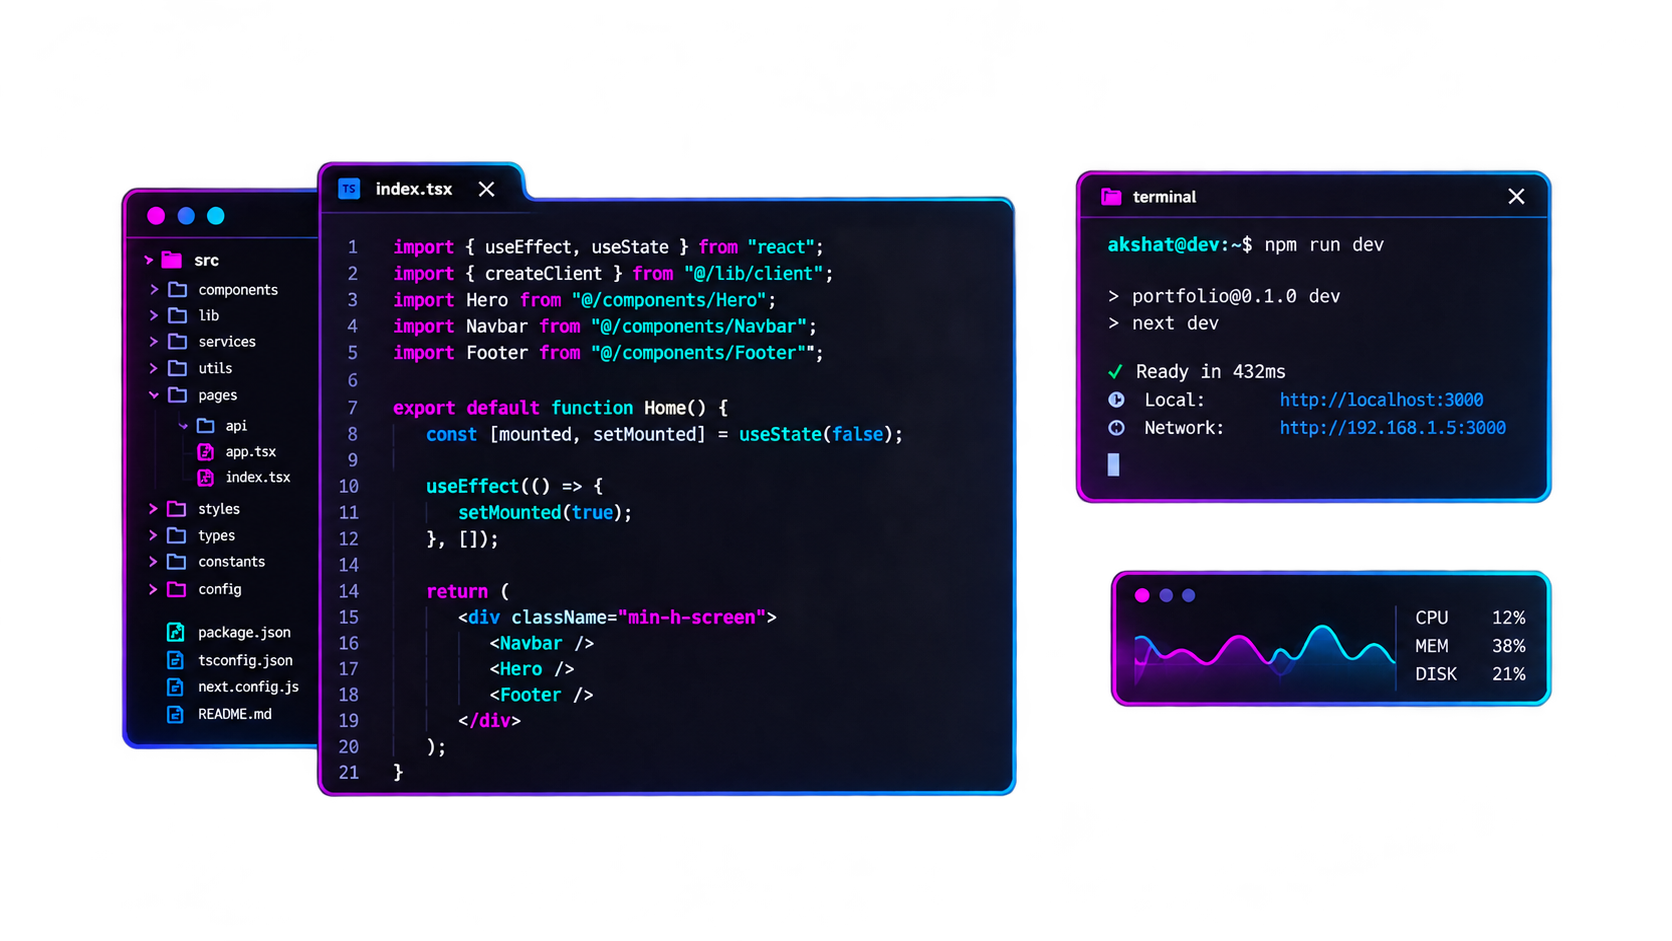 src
components
lib
services
utils
pages
api
app.tsx
index.tsx
styles
types
constants
config
package.json
tsconfig.json
next.config.js
README.md
TS index.tsx
1 import { useEffect, useState } from "react";
2 import { createClient } from "@/lib/client";
3 import Hero from "@/components/Hero";
4 import Navbar from "@/components/Navbar";
5 import Footer from "@/components/Footer"";
6
7 export default function Home() {
8 const [mounted, setMounted] = useState(false);
9
10 useEffect(() => {
11 setMounted(true);
12 }, []);
14
14 return (
15 <div className="min-h-screen">
16 <Navbar />
17 <Hero />
18 <Footer />
19 </div>
20 );
21 }
terminal
akshat@dev:~$ npm run dev
> portfolio@0.1.0 dev
> next dev
✓ Ready in 432ms
Local: http://localhost:3000
Network: http://192.168.1.5:3000
CPU 12%
MEM 38%
DISK 21%